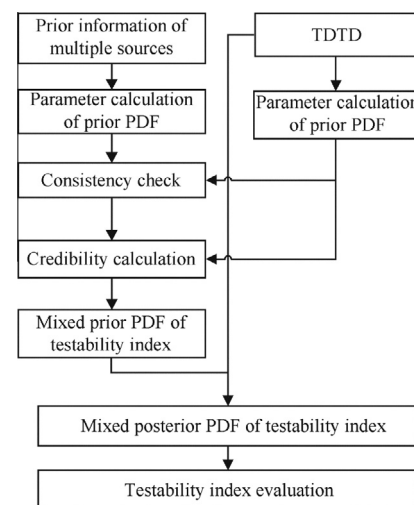 Prior information of
multiple sources
TDTD
Parameter calculation
of prior PDF
Parameter calculation
of prior PDF
Consistency check
Credibility calculation
Mixed prior PDF of
testability index
Mixed posterior PDF of testability index
Testability index evaluation